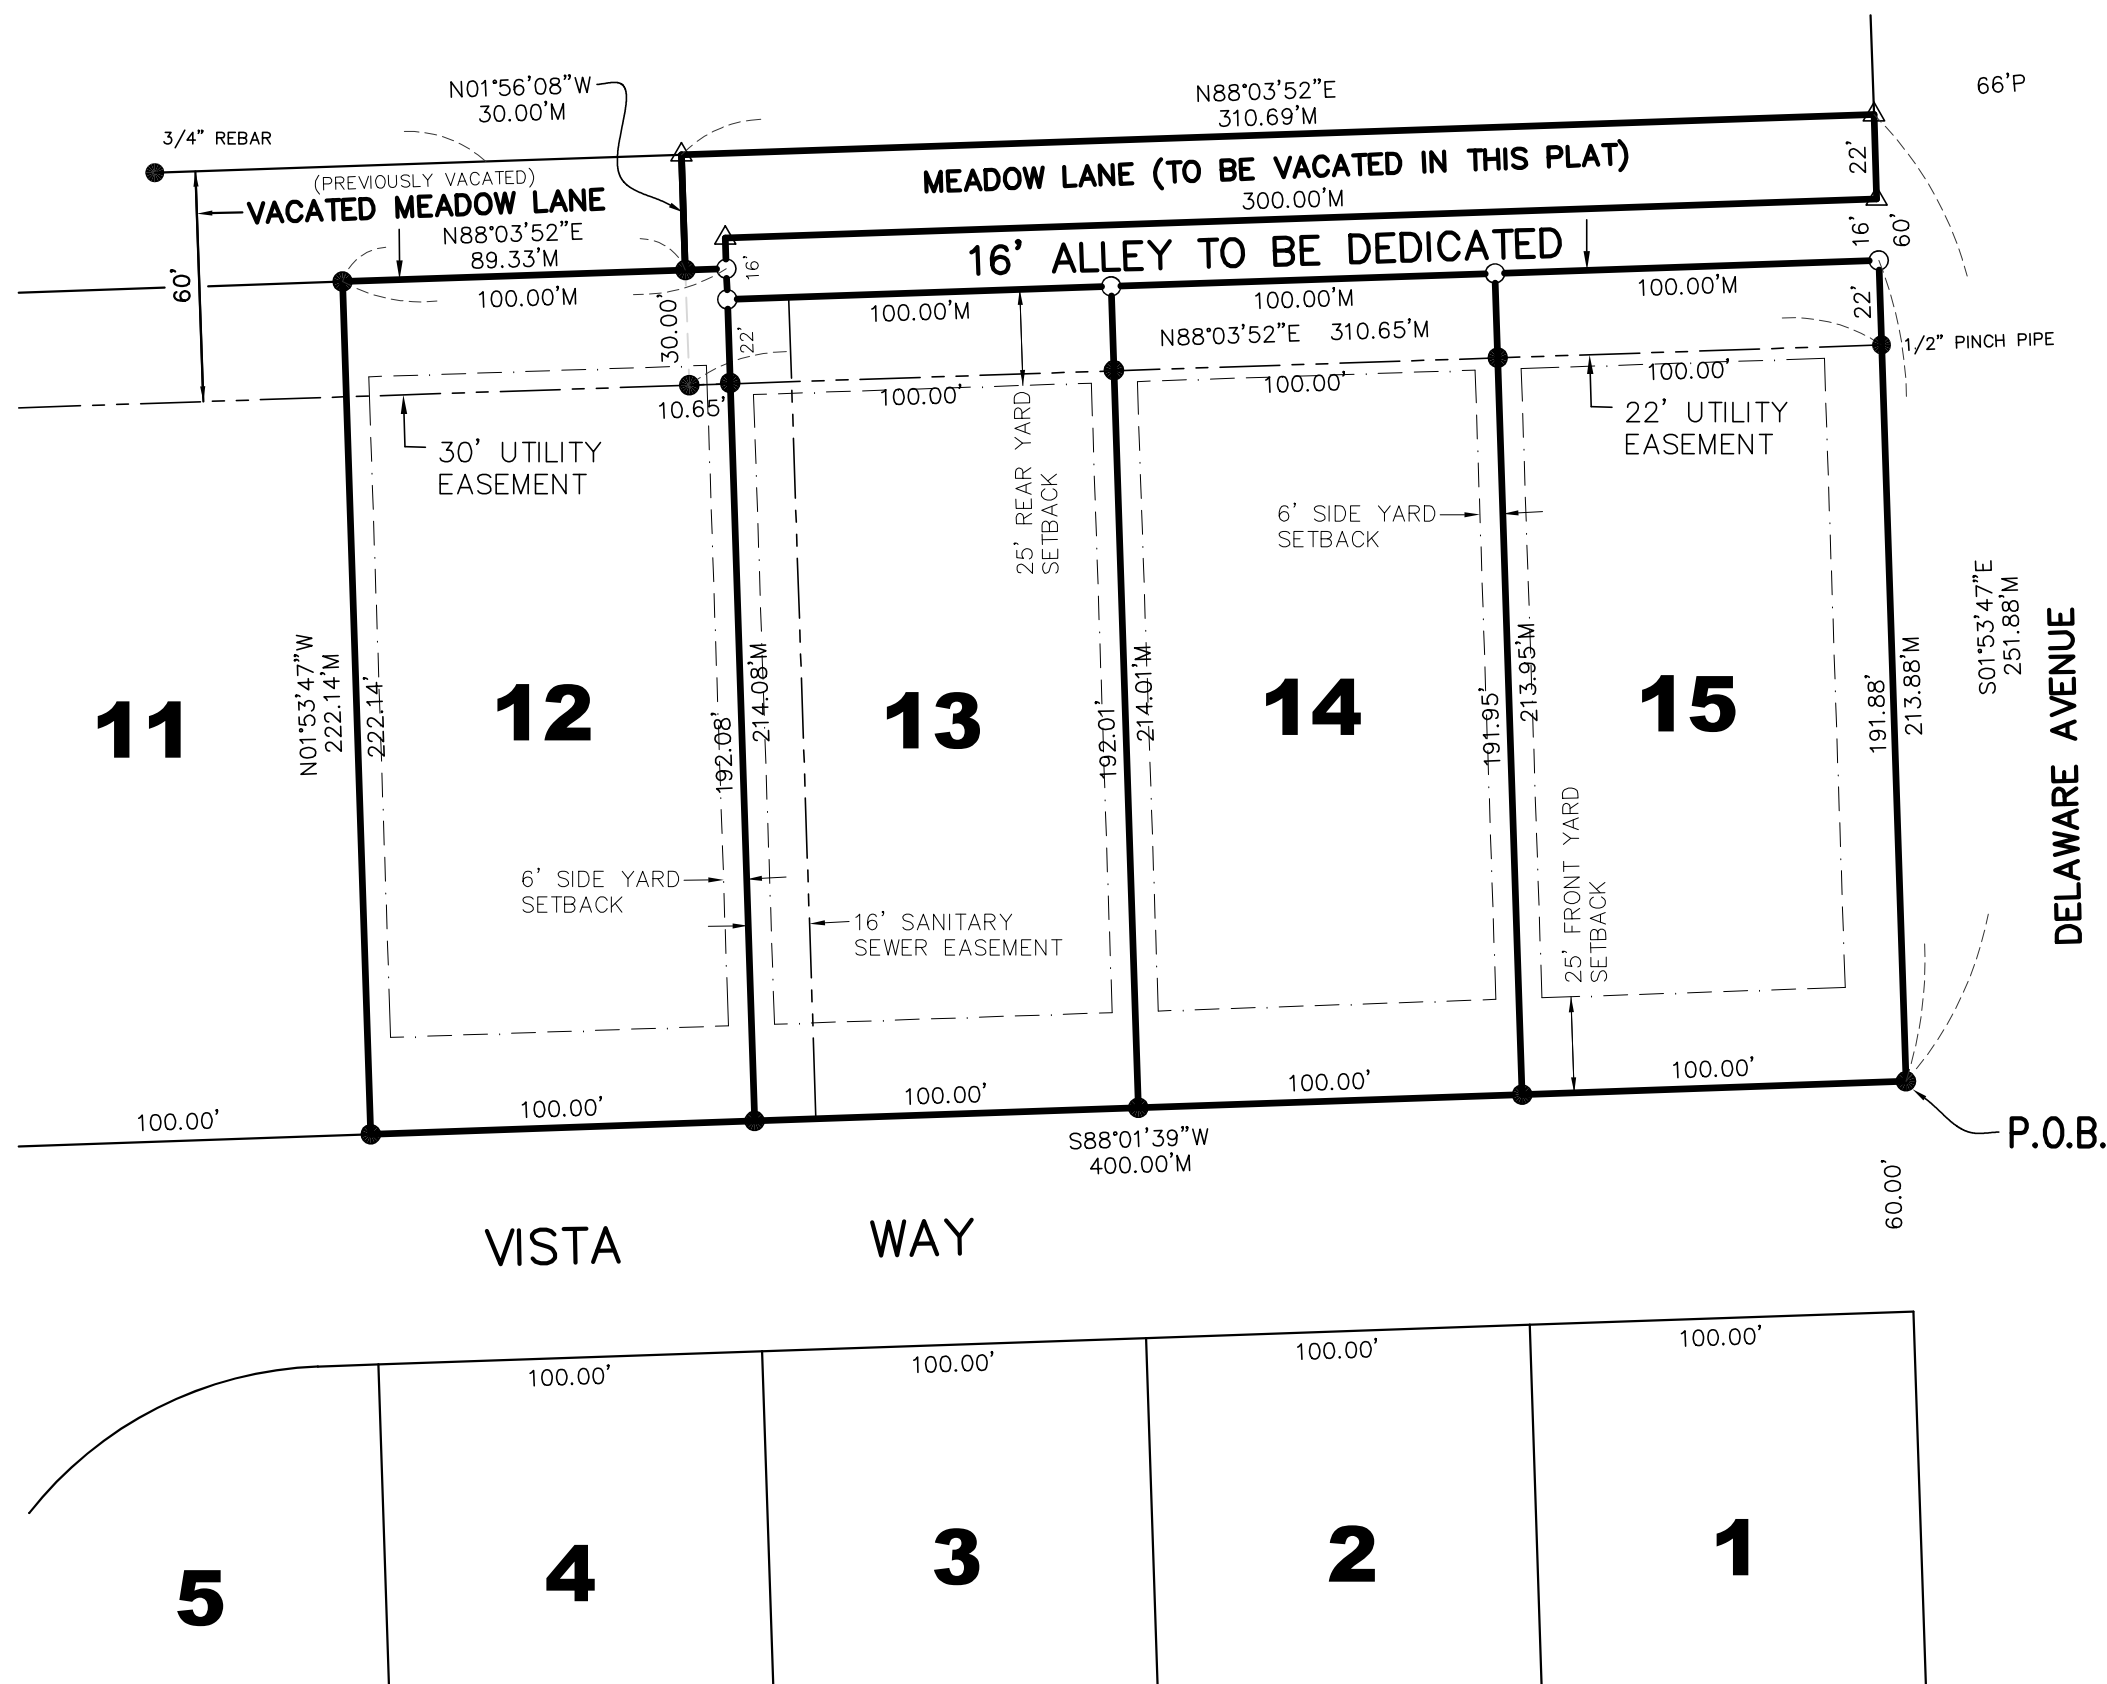 N01°56'08"W
30.00'M
3/4" REBAR
N88°03'52"E
310.69'M
66'P
(PREVIOUSLY VACATED)
VACATED MEADOW LANE
MEADOW LANE (TO BE VACATED IN THIS PLAT)
22'
300.00'M
N88°03'52"E
89.33'M
16' ALLEY TO BE DEDICATED
16'
60'
60'
16'
100.00'M
100.00'M
100.00'M
100.00'M
30.00'
22'
22'
N88°03'52"E 310.65'M
1/2" PINCH PIPE
10.65'
100.00'
100.00'
100.00'
30' UTILITY
EASEMENT
22' UTILITY
EASEMENT
25' REAR YARD
SETBACK
6' SIDE YARD
SETBACK
N01°53'47"W
222.14'M
222.14'
192.08'
214.08'M
192.01'
214.01'M
191.95'
213.95'M
191.88'
213.88'M
S01°53'47"E
251.88'M
DELAWARE AVENUE
11
12
13
14
15
6' SIDE YARD
SETBACK
16' SANITARY
SEWER EASEMENT
25' FRONT YARD
SETBACK
100.00'
100.00'
100.00'
100.00'
100.00'
S88°01'39"W
400.00'M
P.O.B.
60.00'
VISTA WAY
100.00'
100.00'
100.00'
100.00'
5
4
3
2
1